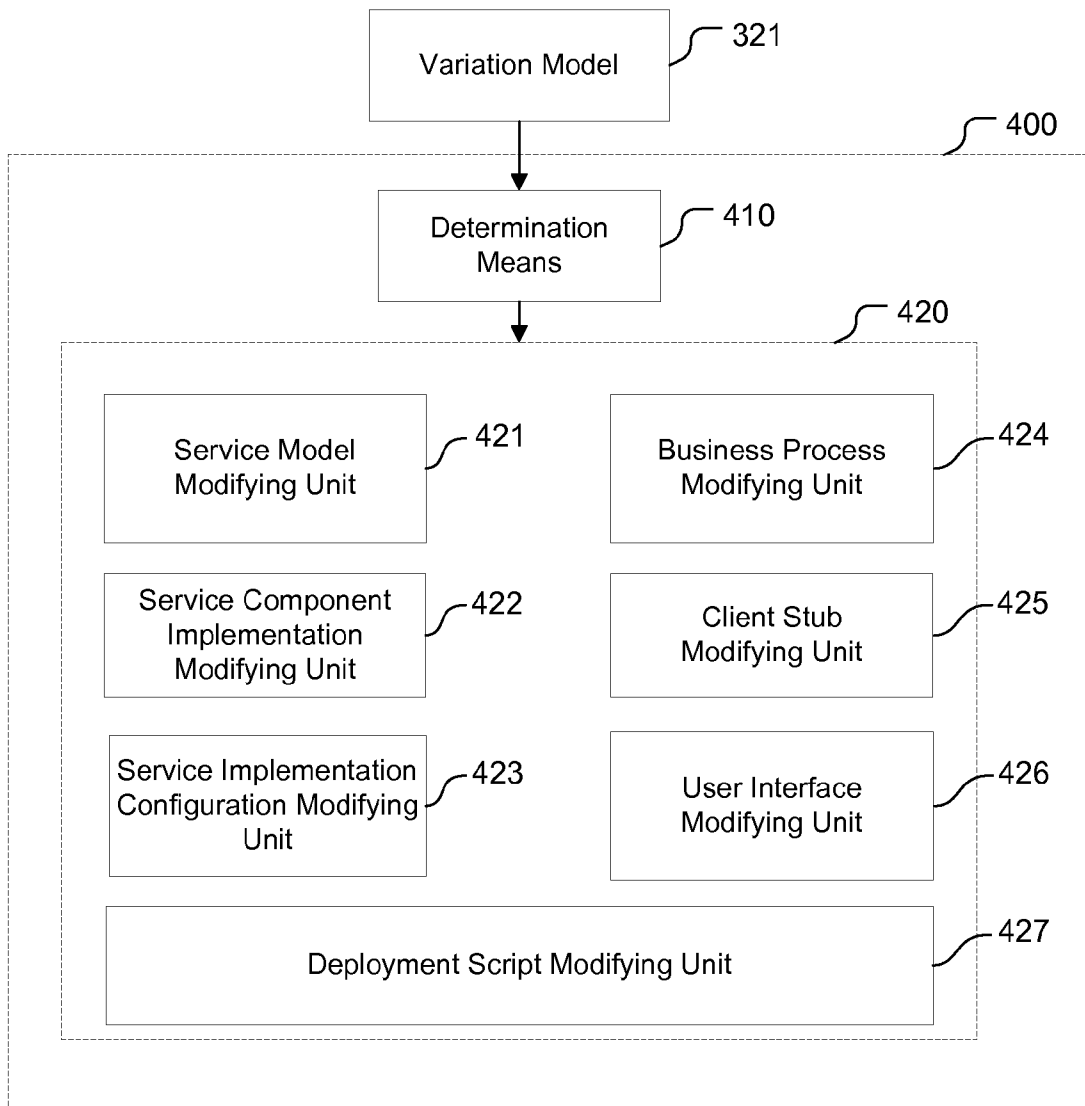 Variation Model
321
400
Determination
Means
410
420
Service Model
Modifying Unit
421
Business Process
Modifying Unit
424
Service Component
Implementation
Modifying Unit
422
Client Stub
Modifying Unit
425
Service Implementation
Configuration Modifying
Unit
423
User Interface
Modifying Unit
426
Deployment Script Modifying Unit
427